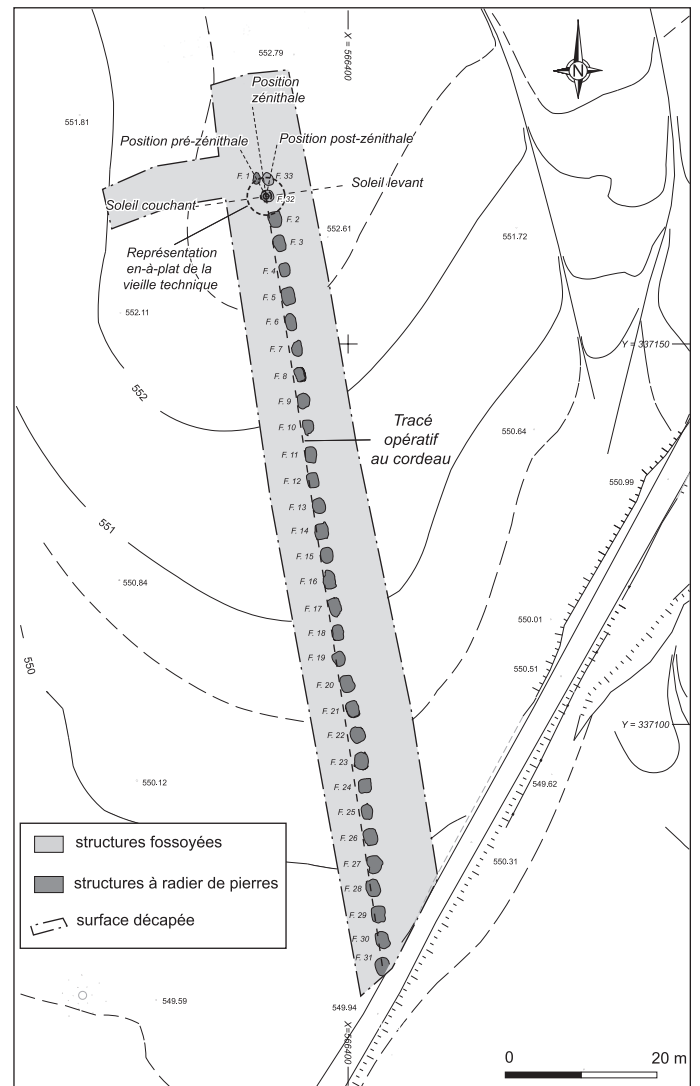 X = 566400
N
552.79
551.81
Position
zénithale
Position pré-zénithale
Position post-zénithale
F. 1
F. 33
Soleil levant
Soleil couchant
F. 32
F. 2
552.61
551.72
Représentation
en-à-plat de la
vieille technique
F. 3
F. 4
F. 5
552.11
F. 6
F. 7
Y = 337150
F. 8
552
F. 9
F. 10
Tracé
opératif
au cordeau
550.64
F. 11
F. 12
550.99
F. 13
551
F. 14
F. 15
550.84
F. 16
F. 17
550.01
F. 18
F. 19
550
550.51
F. 20
F. 21
Y = 337100
F. 22
F. 23
550.12
549.62
F. 24
F. 25
F. 26
structures fossoyées
F. 27
550.31
structures à radier de pierres
F. 28
F. 29
surface décapée
F. 30
F. 31
549.59
549.94
X=566400
0 20 m